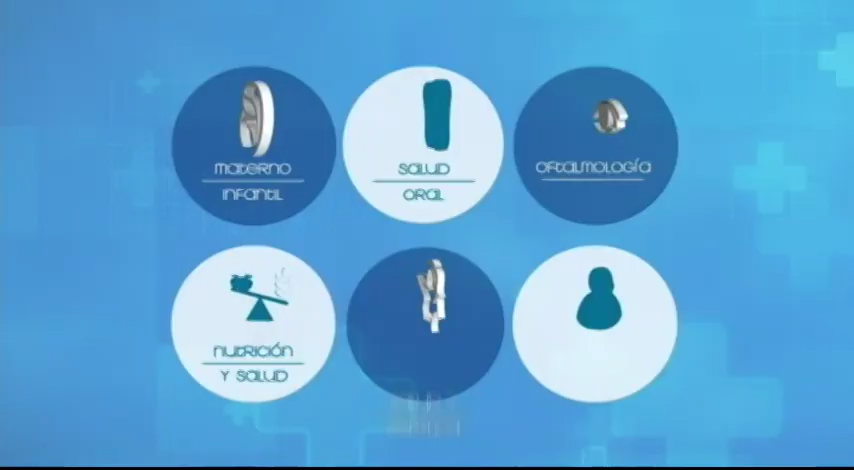 MATERNO
INFANTIL
SALUD
ORAL
OFTALMOLOGÍA
NUTRICIÓN
Y SALUD